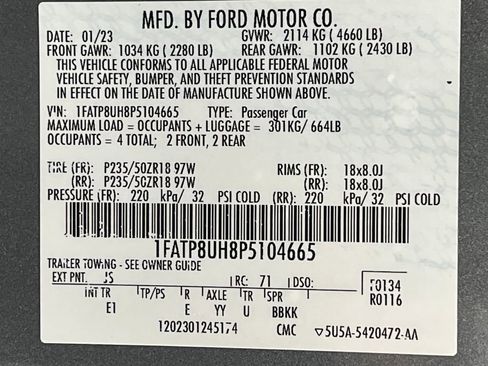 MFD. BY FORD MOTOR CO.
DATE: 01/23 GVWR: 2114 KG ( 4660 LB)
FRONT GAWR: 1034 KG ( 2280 LB) REAR GAWR: 1102 KG ( 2430 LB)
THIS VEHICLE CONFORMS TO ALL APPLICABLE FEDERAL MOTOR
VEHICLE SAFETY, BUMPER, AND THEFT PREVENTION STANDARDS
IN EFFECT ON THE DATE OF MANUFACTURE SHOWN ABOVE.
VIN: 1FATP8UH8P5104665 TYPE: Passenger Car
MAXIMUM LOAD = OCCUPANTS + LUGGAGE = 301KG/ 664LB
OCCUPANTS = 4 TOTAL; 2 FRONT, 2 REAR
TIRE (FR): P235/50ZR18 97W RIMS (FR): 18x8.0J
(RR): P235/50ZR18 97W (RR): 18x8.0J
PRESSURE (FR): 220 kPa/ 32 PSI COLD (RR): 220 kPa/ 32 PSI COLD
1FATP8UH8P5104665
TRAILER TOWING - SEE OWNER GUIDE
EXT PNT: JS RC: 71 DSO: F0134
INT TR TP/PS R AXLE TR SPR R0116
E1 E YY U BBKK
1202301245174 CMC 5U5A-5420472-AA